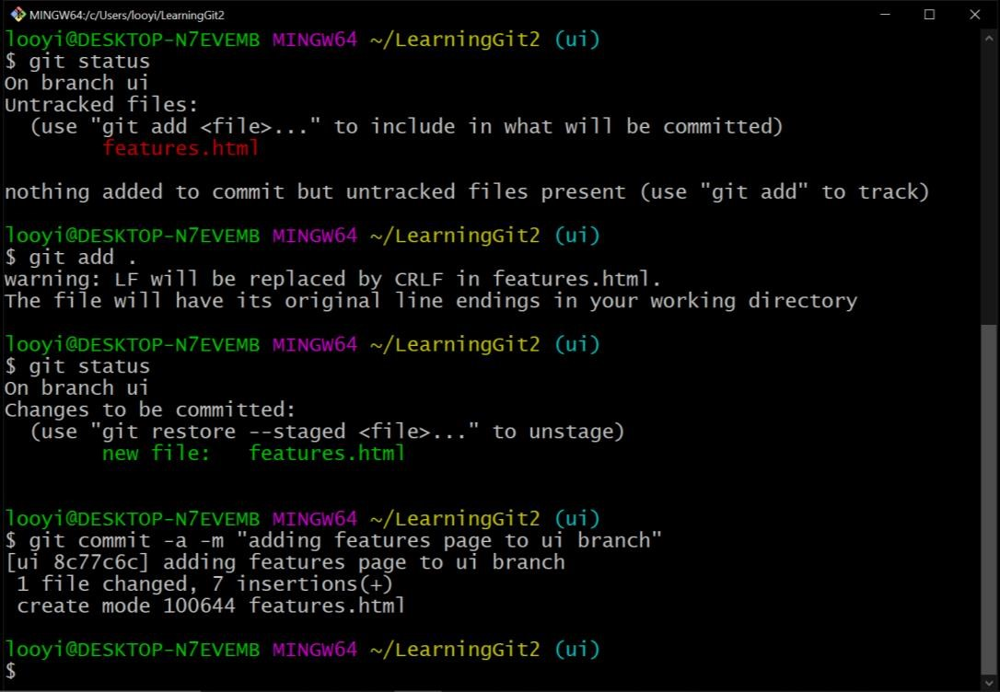 MINGW64:/c/Users/looyi/LearningGit2
looyi@DESKTOP-N7EVEMB MINGW64 ~/LearningGit2 (ui)
$ git status
On branch ui
Untracked files:
  (use "git add <file>..." to include in what will be committed)
        features.html

nothing added to commit but untracked files present (use "git add" to track)

looyi@DESKTOP-N7EVEMB MINGW64 ~/LearningGit2 (ui)
$ git add .
warning: LF will be replaced by CRLF in features.html.
The file will have its original line endings in your working directory

looyi@DESKTOP-N7EVEMB MINGW64 ~/LearningGit2 (ui)
$ git status
On branch ui
Changes to be committed:
  (use "git restore --staged <file>..." to unstage)
        new file:   features.html


looyi@DESKTOP-N7EVEMB MINGW64 ~/LearningGit2 (ui)
$ git commit -a -m "adding features page to ui branch"
[ui 8c77c6c] adding features page to ui branch
 1 file changed, 7 insertions(+)
 create mode 100644 features.html

looyi@DESKTOP-N7EVEMB MINGW64 ~/LearningGit2 (ui)
$